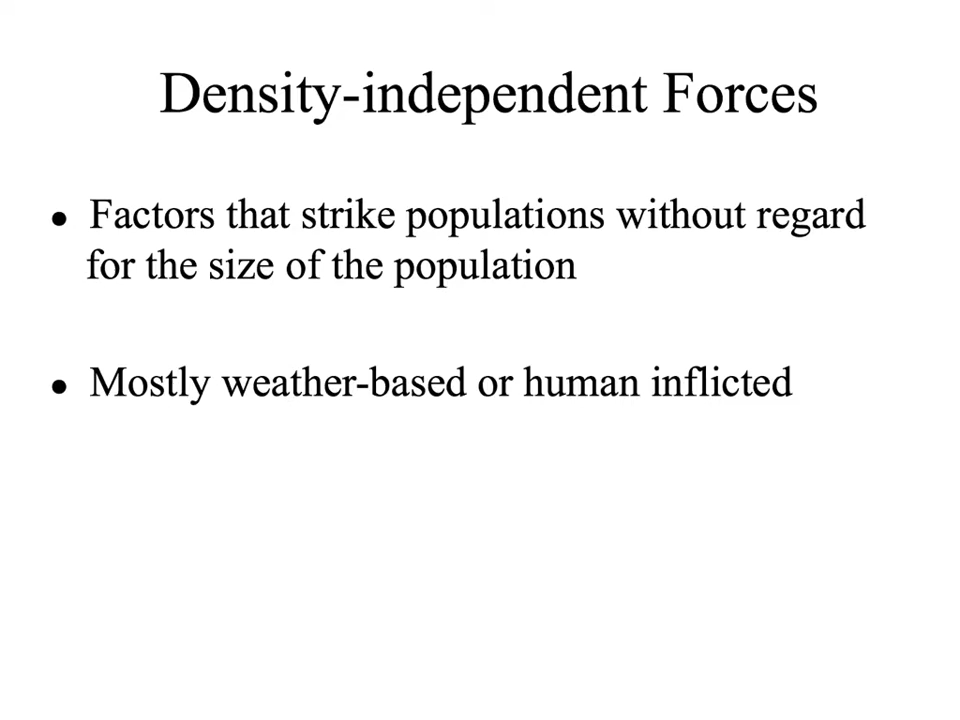 Density-independent Forces
• Factors that strike populations without regard
for the size of the population
• Mostly weather-based or human inflicted